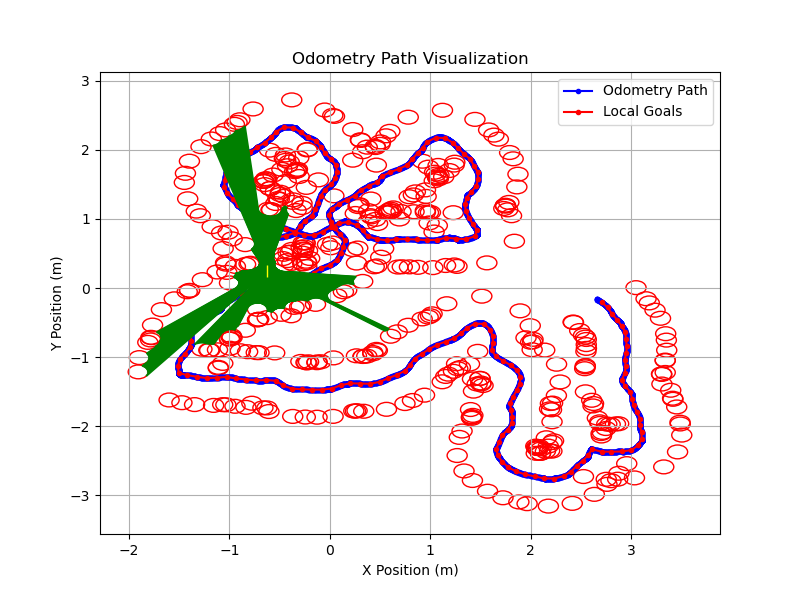 Odometry Path Visualization
Odometry Path
Local Goals
Y Position (m)
3
2
1
0
−1
−2
−3
−2
−1
0
1
2
3
X Position (m)